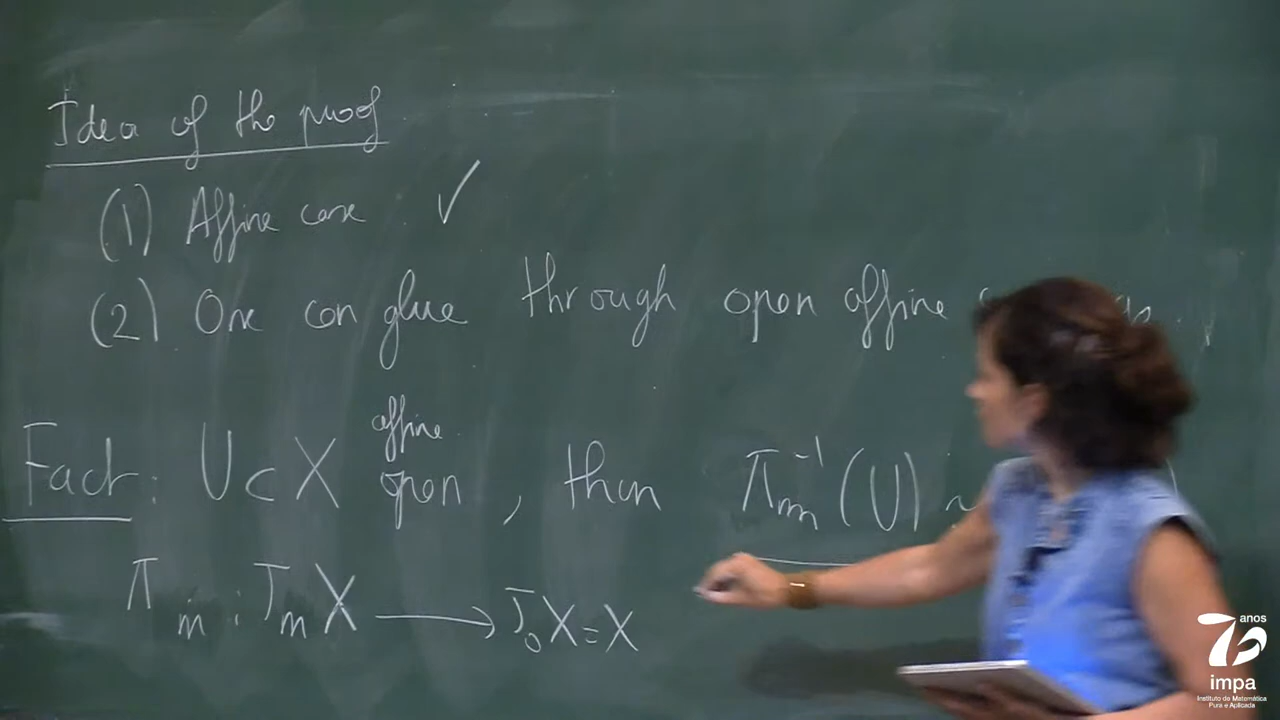 Idea of the proof
(1) Affine case. ✓
(2) One can glue through open affine
affine
Fact: U ⊂ X open, then π_m^{-1}(U)
π_m : J_m X ⟶ J_0 X = X
70 anos
impa
Instituto de Matemática
Pura e Aplicada